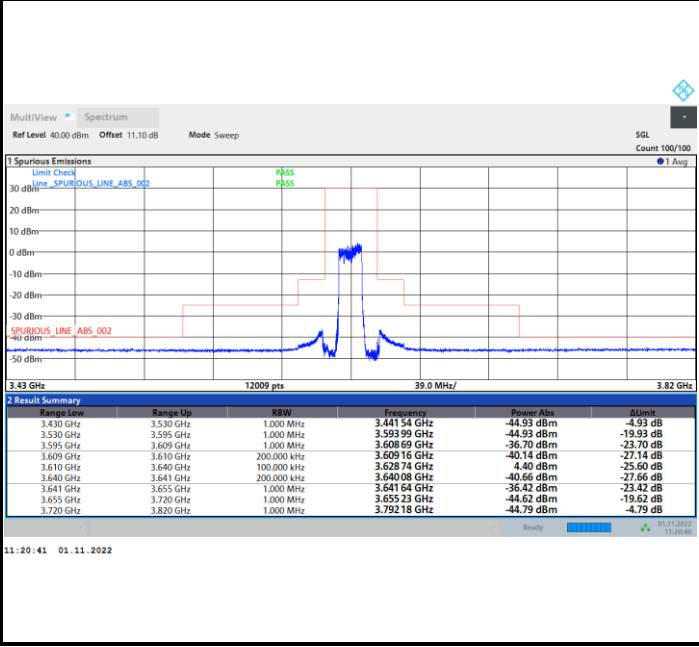 MultiView Spectrum
Ref Level 40.00 dBm Offset 11.10 dB Mode Sweep SGL
Count 100/100
1 Spurious Emissions 1 Avg
Limit Check PASS
Line _SPURIOUS_LINE_ABS_002 PASS
30 dBm
20 dBm
10 dBm
0 dBm
-10 dBm
-20 dBm
-30 dBm
_SPURIOUS_LINE_ABS_002
-40 dBm
-50 dBm
3.43 GHz 12009 pts 39.0 MHz/ 3.82 GHz
2 Result Summary
Range Low Range Up RBW Frequency Power Abs ΔLimit
3.430 GHz 3.530 GHz 1.000 MHz 3.441 54 GHz -44.93 dBm -4.93 dB
3.530 GHz 3.595 GHz 1.000 MHz 3.593 99 GHz -44.93 dBm -19.93 dB
3.595 GHz 3.609 GHz 1.000 MHz 3.608 69 GHz -36.70 dBm -23.70 dB
3.609 GHz 3.610 GHz 200.000 kHz 3.609 16 GHz -40.14 dBm -27.14 dB
3.610 GHz 3.640 GHz 100.000 kHz 3.628 74 GHz 4.40 dBm -25.60 dB
3.640 GHz 3.641 GHz 200.000 kHz 3.640 08 GHz -40.66 dBm -27.66 dB
3.641 GHz 3.655 GHz 1.000 MHz 3.641 64 GHz -36.42 dBm -23.42 dB
3.655 GHz 3.720 GHz 1.000 MHz 3.655 23 GHz -44.62 dBm -19.62 dB
3.720 GHz 3.820 GHz 1.000 MHz 3.792 18 GHz -44.79 dBm -4.79 dB
Ready 01.11.2022
11:20:40
11:20:41 01.11.2022